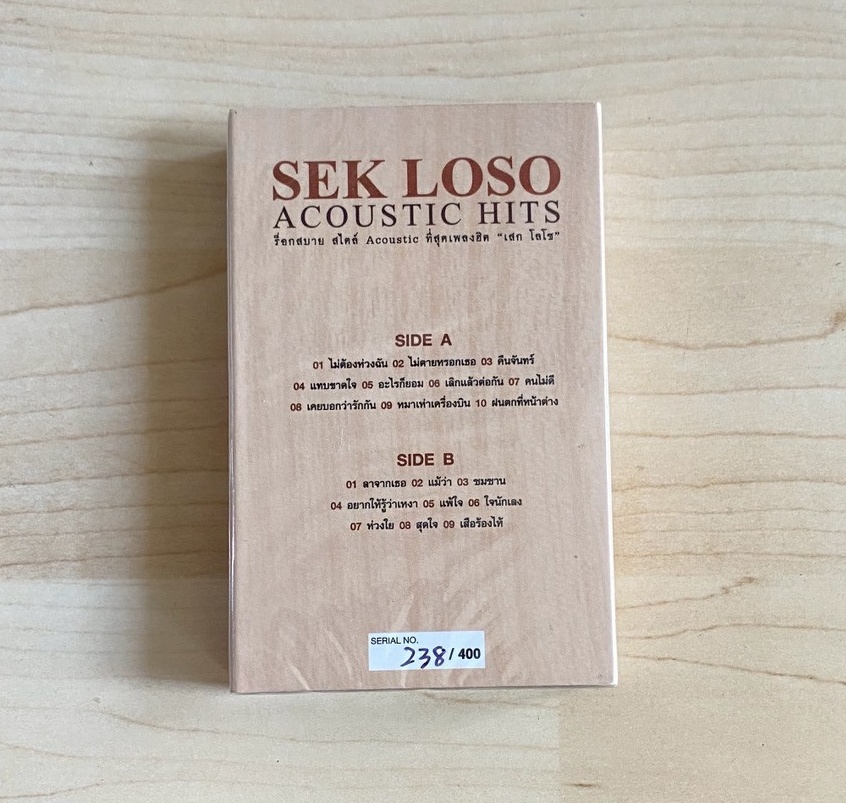 SEK LOSO
ACOUSTIC HITS
ร็อกสบาย สไตล์ Acoustic ที่สุดเพลงฮิต “เสก โลโซ”
SIDE A
01 ไม่ต้องห่วงฉัน 02 ไม่ตายหรอกเธอ 03 คืนจันทร์
04 แทบขาดใจ 05 อะไรก็ยอม 06 เลิกแล้วต่อกัน 07 คนไม่ดี
08 เคยบอกว่ารักกัน 09 หมาเห่าเครื่องบิน 10 ฝนตกที่หน้าต่าง
SIDE B
01 ลาจากเธอ 02 แม้ว่า 03 ซมซาน
04 อยากให้รู้ว่าเหงา 05 แพ้ใจ 06 ใจนักเลง
07 ห่วงใย 08 สุดใจ 09 เสือร้องไห้
SERIAL NO.
238 / 400